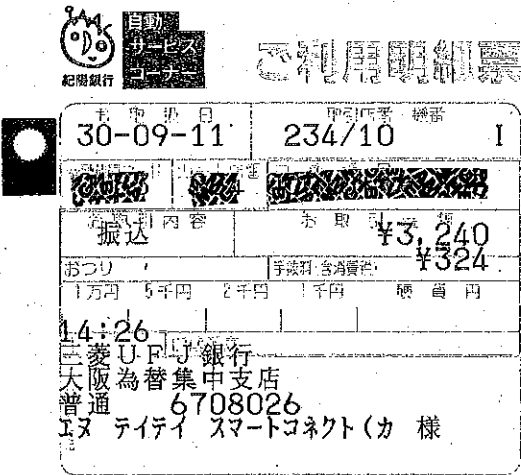 自動
サービス
コーナー
紀陽銀行
ご利用明細票
お取扱日 取引店番 機番
30-09-11 234/10 I
お取引内容 お取引金額
振込 ¥3,240
おつり 手数料(含消費税) ¥324
1万円 5千円 2千円 1千円 硬貨 円
14:26
三菱UFJ銀行
大阪為替集中支店
普通 6708026
エヌ テイテイ スマートコネクト(カ 様